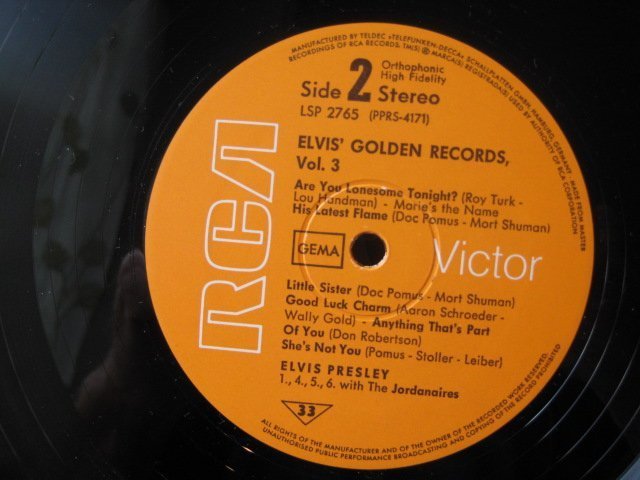 MANUFACTURED BY TELDEC »TELEFUNKEN-DECCA« SCHALLPLATTEN GMBH, HAMBURG, GERMANY · MADE FROM MASTER
RECORDINGS OF RCA RECORDS; TM(S) ® MARCA(S) REGISTRADA(S) USED BY AUTHORITY OF RCA CORPORATION
Orthophonic
High Fidelity
Side 2 Stereo
LSP 2765 (PPRS-4171)
RCA
ELVIS' GOLDEN RECORDS,
Vol. 3
Are You Lonesome Tonight? (Roy Turk -
Lou Handman) - Marie's the Name
His Latest Flame (Doc Pomus - Mort Shuman)
GEMA
Victor
Little Sister (Doc Pomus - Mort Shuman)
Good Luck Charm (Aaron Schroeder -
Wally Gold) - Anything That's Part
Of You (Don Robertson)
She's Not You (Pomus - Stoller - Leiber)
ELVIS PRESLEY
1., 4., 5., 6. with The Jordanaires
33
ALL RIGHTS OF THE MANUFACTURER AND OF THE OWNER OF THE RECORDED WORK RESERVED.
UNAUTHORISED PUBLIC PERFORMANCE BROADCASTING AND COPYING OF THE RECORD PROHIBITED